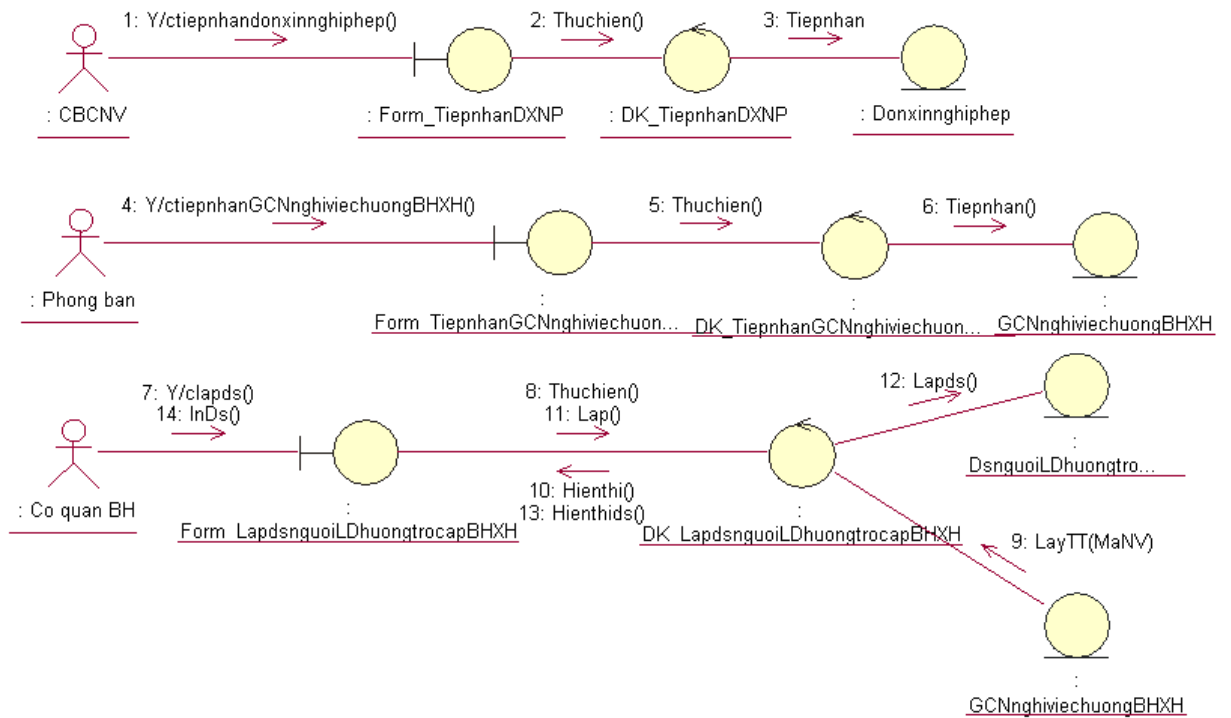 1: Y/ctiepnhandonxinnghiphep()
2: Thuchien()
3: Tiepnhan
: CBCNV
: Form_TiepnhanDXNP
: DK_TiepnhanDXNP
: Donxinnghiphep
4: Y/ctiepnhanGCNnghiviechuongBHXH()
5: Thuchien()
6: Tiepnhan()
: Phong ban
:
Form_TiepnhanGCNnghiviechuon...
:
DK_TiepnhanGCNnghiviechuon...
:
GCNnghiviechuongBHXH
7: Y/clapds()
14: InDs()
8: Thuchien()
11: Lap()
12: Lapds()
10: Hienthi()
13: Hienthids()
: Co quan BH
:
Form_LapdsnguoiLDhuongtrocapBHXH
:
DK_LapdsnguoiLDhuongtrocapBHXH
:
DsnguoiLDhuongtro...
9: LayTT(MaNV)
:
GCNnghiviechuongBHXH